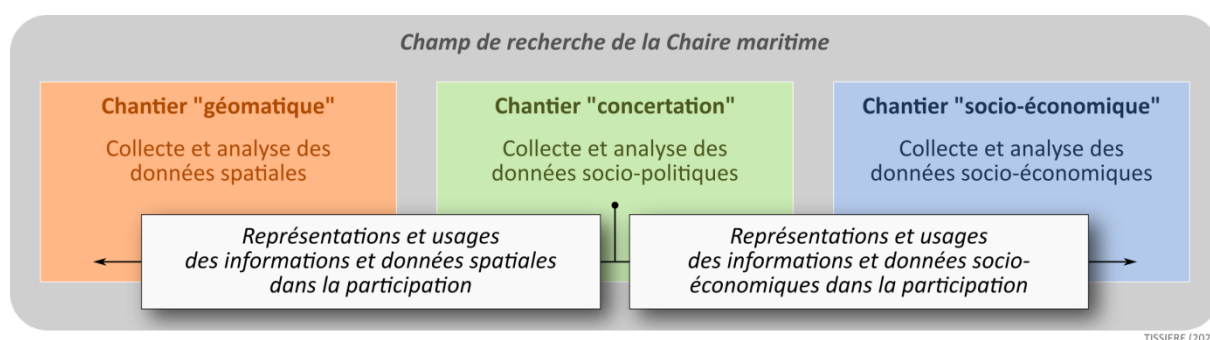 Champ de recherche de la Chaire maritime
Chantier "géomatique"
Collecte et analyse des
données spatiales
Chantier "concertation"
Collecte et analyse des
données socio-politiques
Chantier "socio-économique"
Collecte et analyse des
données socio-économiques
Représentations et usages
des informations et données spatiales
dans la participation
Représentations et usages
des informations et données socio-
économiques dans la participation
TISSIERE (202